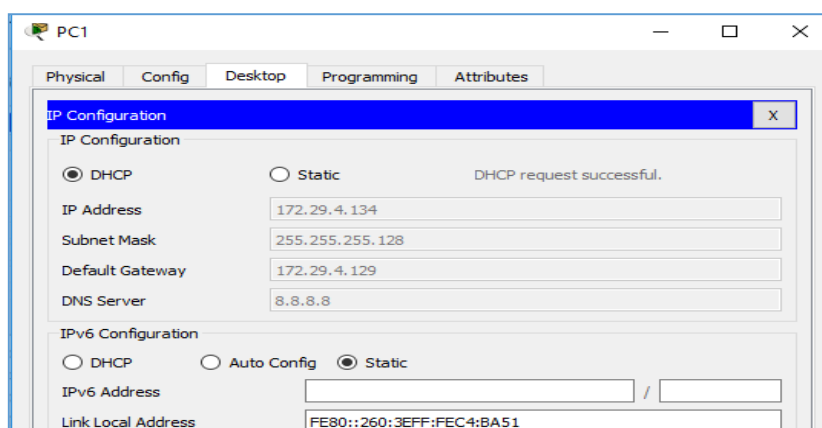 PC1
Physical Config Desktop Programming Attributes
IP Configuration X
IP Configuration
DHCP Static DHCP request successful.
IP Address 172.29.4.134
Subnet Mask 255.255.255.128
Default Gateway 172.29.4.129
DNS Server 8.8.8.8
IPv6 Configuration
DHCP Auto Config Static
IPv6 Address /
Link Local Address FE80::260:3EFF:FEC4:BA51